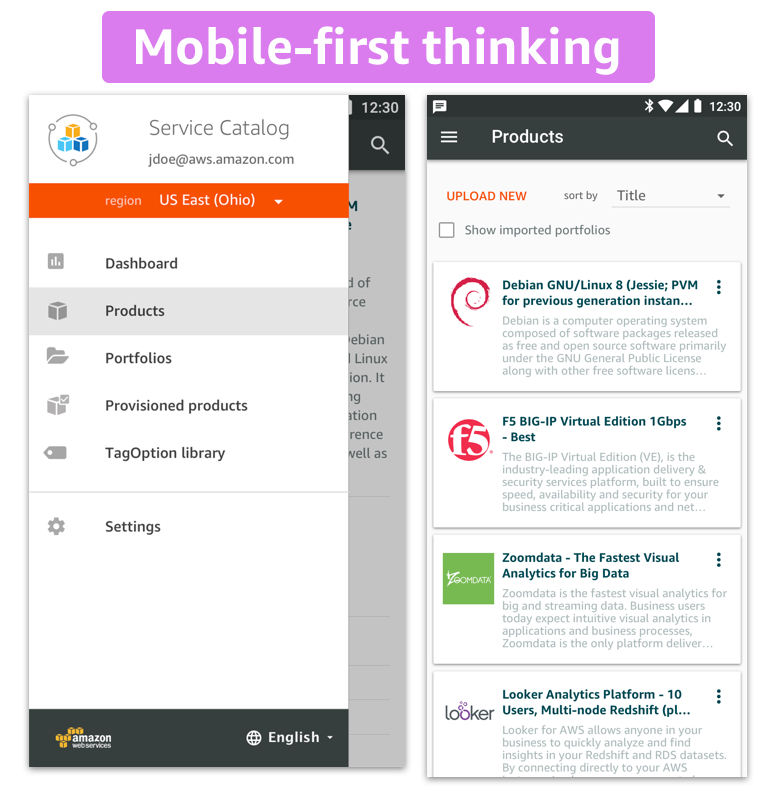 Mobile-first thinking
12:30
Service Catalog
jdoe@aws.amazon.com
region US East (Ohio)
Dashboard
Products
Portfolios
Provisioned products
TagOption library
Settings
amazon
web services
English
M
e
d of
rce
ebian
d Linux
ion. It
ng
ation
erence
well as
12:30
Products
UPLOAD NEW sort by Title
Show imported portfolios
Debian GNU/Linux 8 (Jessie; PVM
for previous generation instan...
Debian is a computer operating system
composed of software packages released
as free and open source software primarily
under the GNU General Public License
along with other free software licens...
f5
F5 BIG-IP Virtual Edition 1Gbps
- Best
The BIG-IP Virtual Edition (VE), is the
industry-leading application delivery &
security services platform, built to ensure
speed, availability and security for your
business critical applications and net...
ZOOMDATA
Zoomdata - The Fastest Visual
Analytics for Big Data
Zoomdata is the fastest visual analytics for
big and streaming data. Business users
today expect intuitive visual analytics in
applications and business processes,
Zoomdata is the only platform deliver...
looker
Looker Analytics Platform - 10
Users, Multi-node Redshift (pl...
Looker for AWS allows anyone in your
business to quickly analyze and find
insights in your Redshift and RDS datasets.
By connecting directly to your AWS